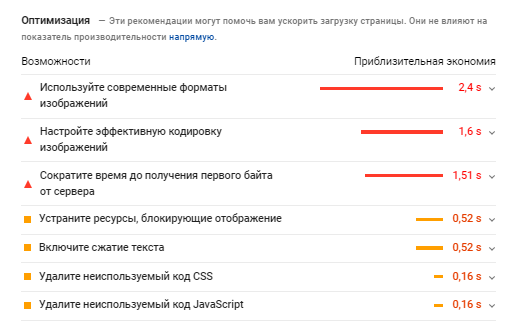 Оптимизация — Эти рекомендации могут помочь вам ускорить загрузку страницы. Они не влияют на
показатель производительности напрямую.
Возможности Приблизительная экономия
Используйте современные форматы
изображений
2,4 s
Настройте эффективную кодировку
изображений
1,6 s
Сократите время до получения первого байта
от сервера
1,51 s
Устраните ресурсы, блокирующие отображение 0,52 s
Включите сжатие текста 0,52 s
Удалите неиспользуемый код CSS 0,16 s
Удалите неиспользуемый код JavaScript 0,16 s